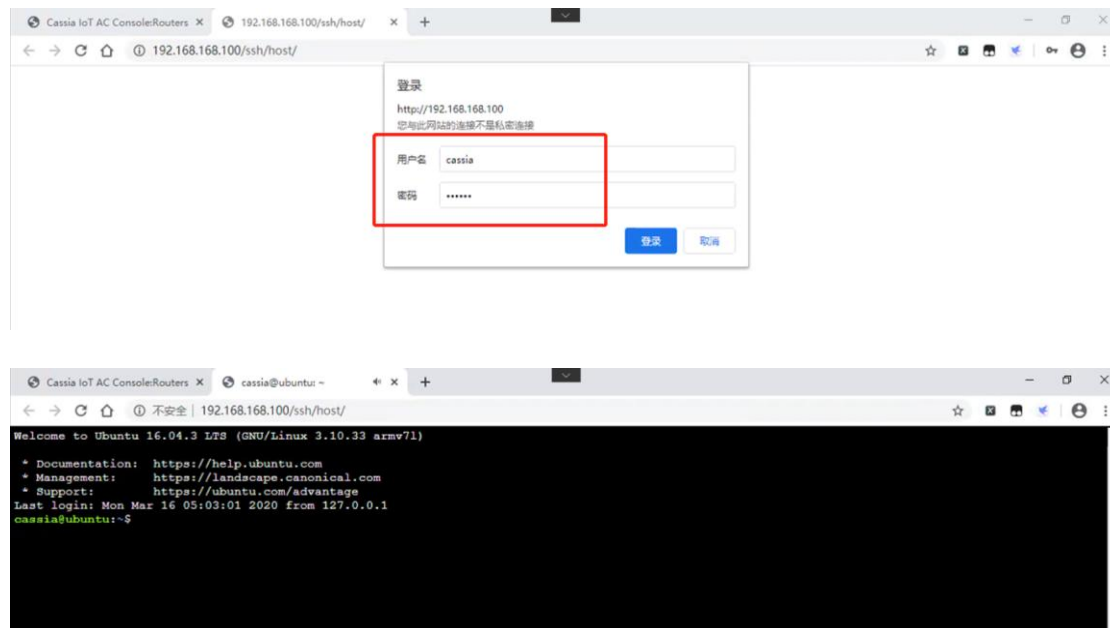 Cassia IoT AC Console:Routers
192.168.168.100/ssh/host/
192.168.168.100/ssh/host/
登录
http://192.168.168.100
您与此网站的连接不是私密连接
用户名 cassia
密码 ••••••
登录 取消
Cassia IoT AC Console:Routers
cassia@ubuntu: ~
不安全 | 192.168.168.100/ssh/host/
Welcome to Ubuntu 16.04.3 LTS (GNU/Linux 3.10.33 armv7l)
* Documentation: https://help.ubuntu.com
* Management: https://landscape.canonical.com
* Support: https://ubuntu.com/advantage
Last login: Mon Mar 16 05:03:01 2020 from 127.0.0.1
cassia@ubuntu:~$